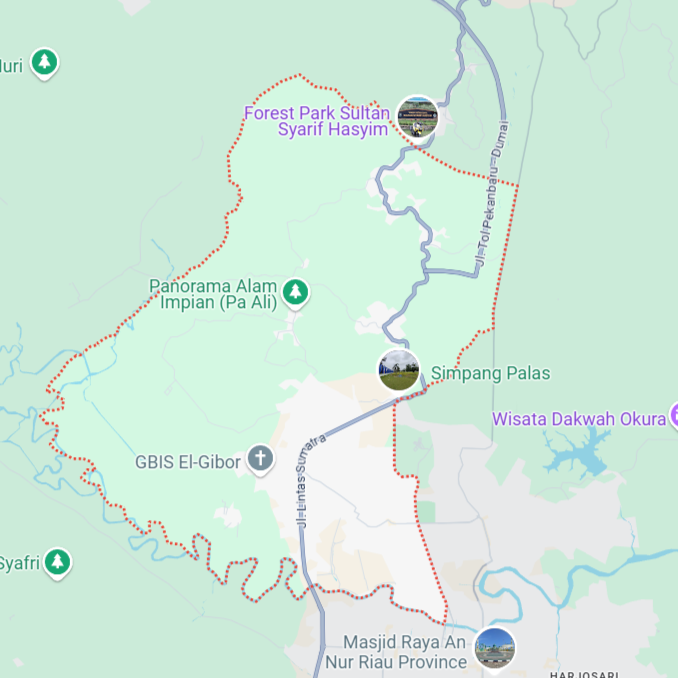 Forest Park Sultan
Syarif Hasyim
Jl. Tol Pekanbaru - Dumai
Panorama Alam
Impian (Pa Ali)
Simpang Palas
Wisata Dakwah Okura
GBIS El-Gibor
Jl. Lintas Sumatra
Syafri
Masjid Raya An
Nur Riau Province
HARJOSARI